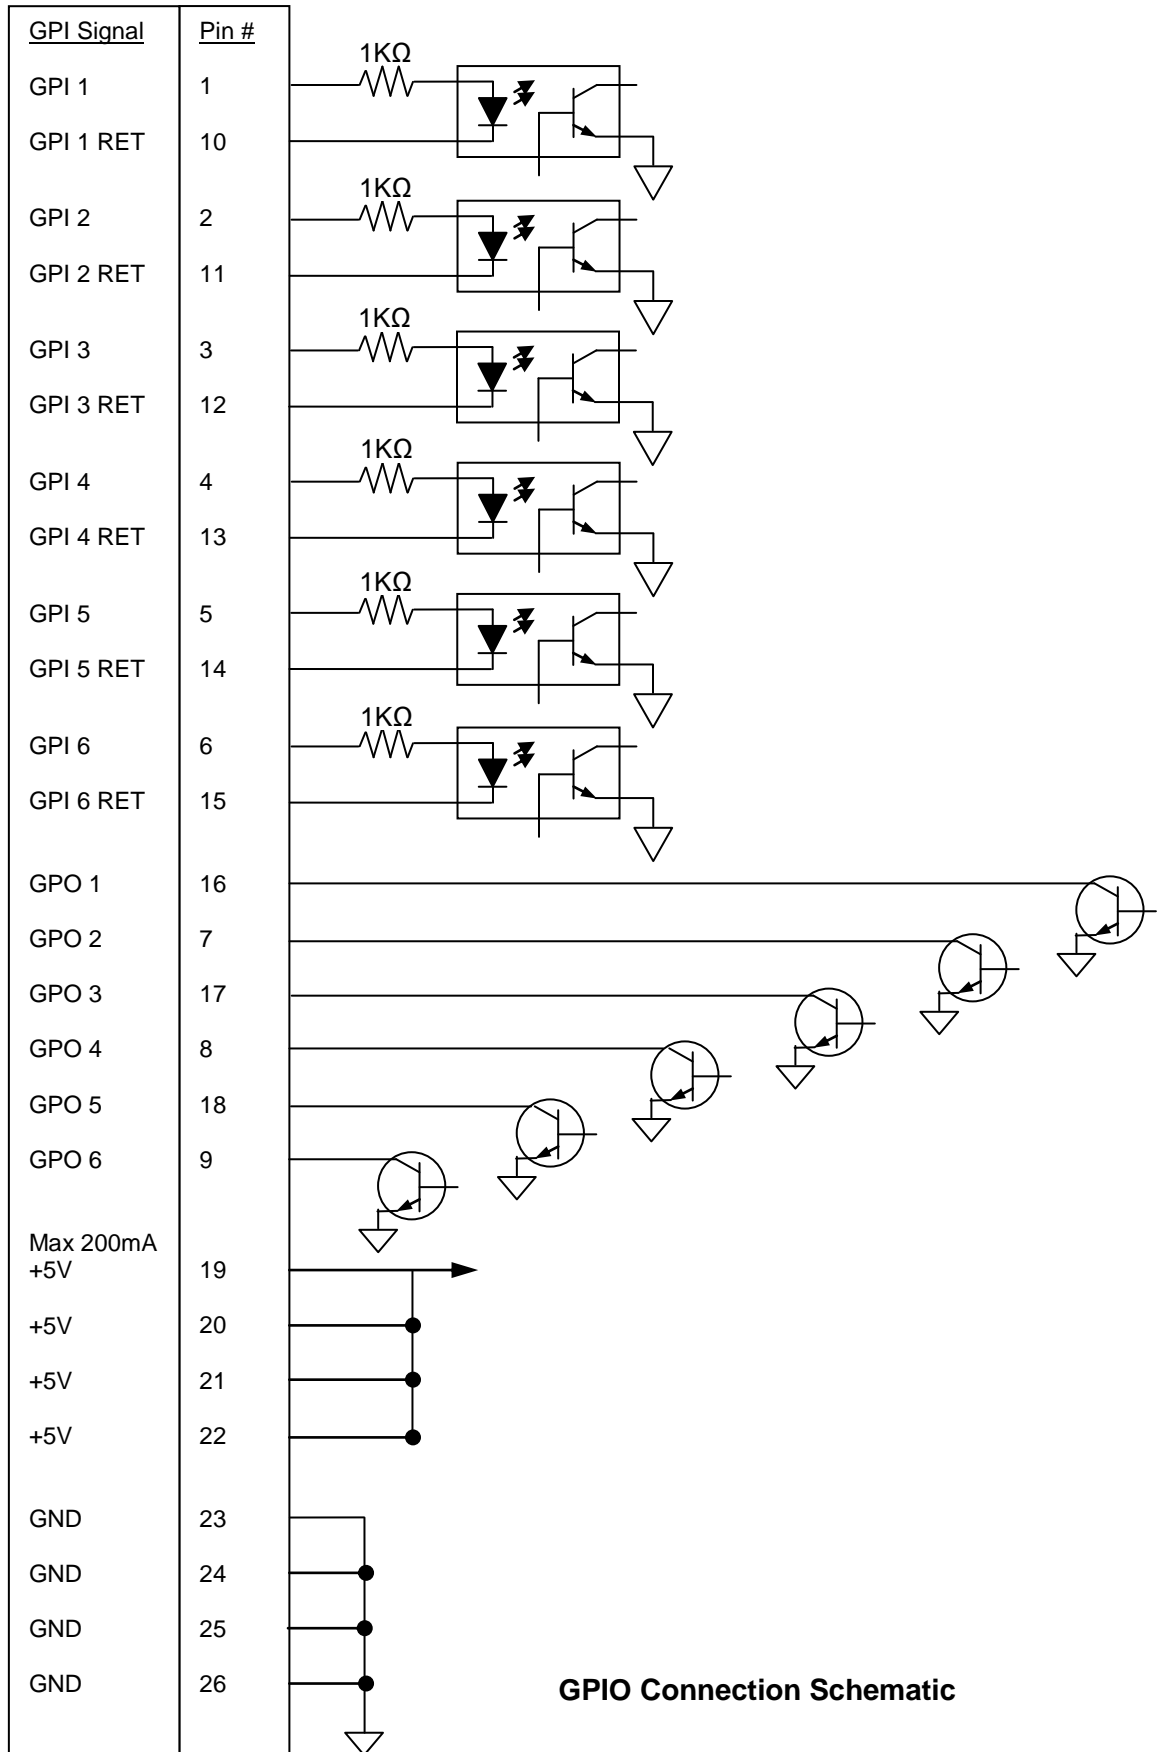 GPI Signal Pin #
1KΩ
GPI 1 1
GPI 1 RET 10
1KΩ
GPI 2 2
GPI 2 RET 11
1KΩ
GPI 3 3
GPI 3 RET 12
1KΩ
GPI 4 4
GPI 4 RET 13
1KΩ
GPI 5 5
GPI 5 RET 14
1KΩ
GPI 6 6
GPI 6 RET 15
GPO 1 16
GPO 2 7
GPO 3 17
GPO 4 8
GPO 5 18
GPO 6 9
Max 200mA
+5V 19
+5V 20
+5V 21
+5V 22
GND 23
GND 24
GND 25
GND 26
GPIO Connection Schematic